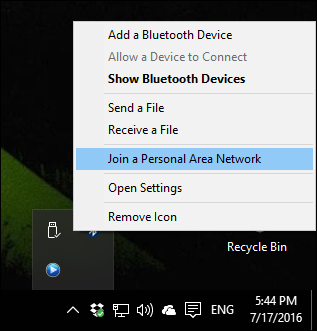 Add a Bluetooth Device
Allow a Device to Connect
Show Bluetooth Devices
Send a File
Receive a File
Join a Personal Area Network
Open Settings
Remove Icon
Recycle Bin
ENG
5:44 PM
7/17/2016